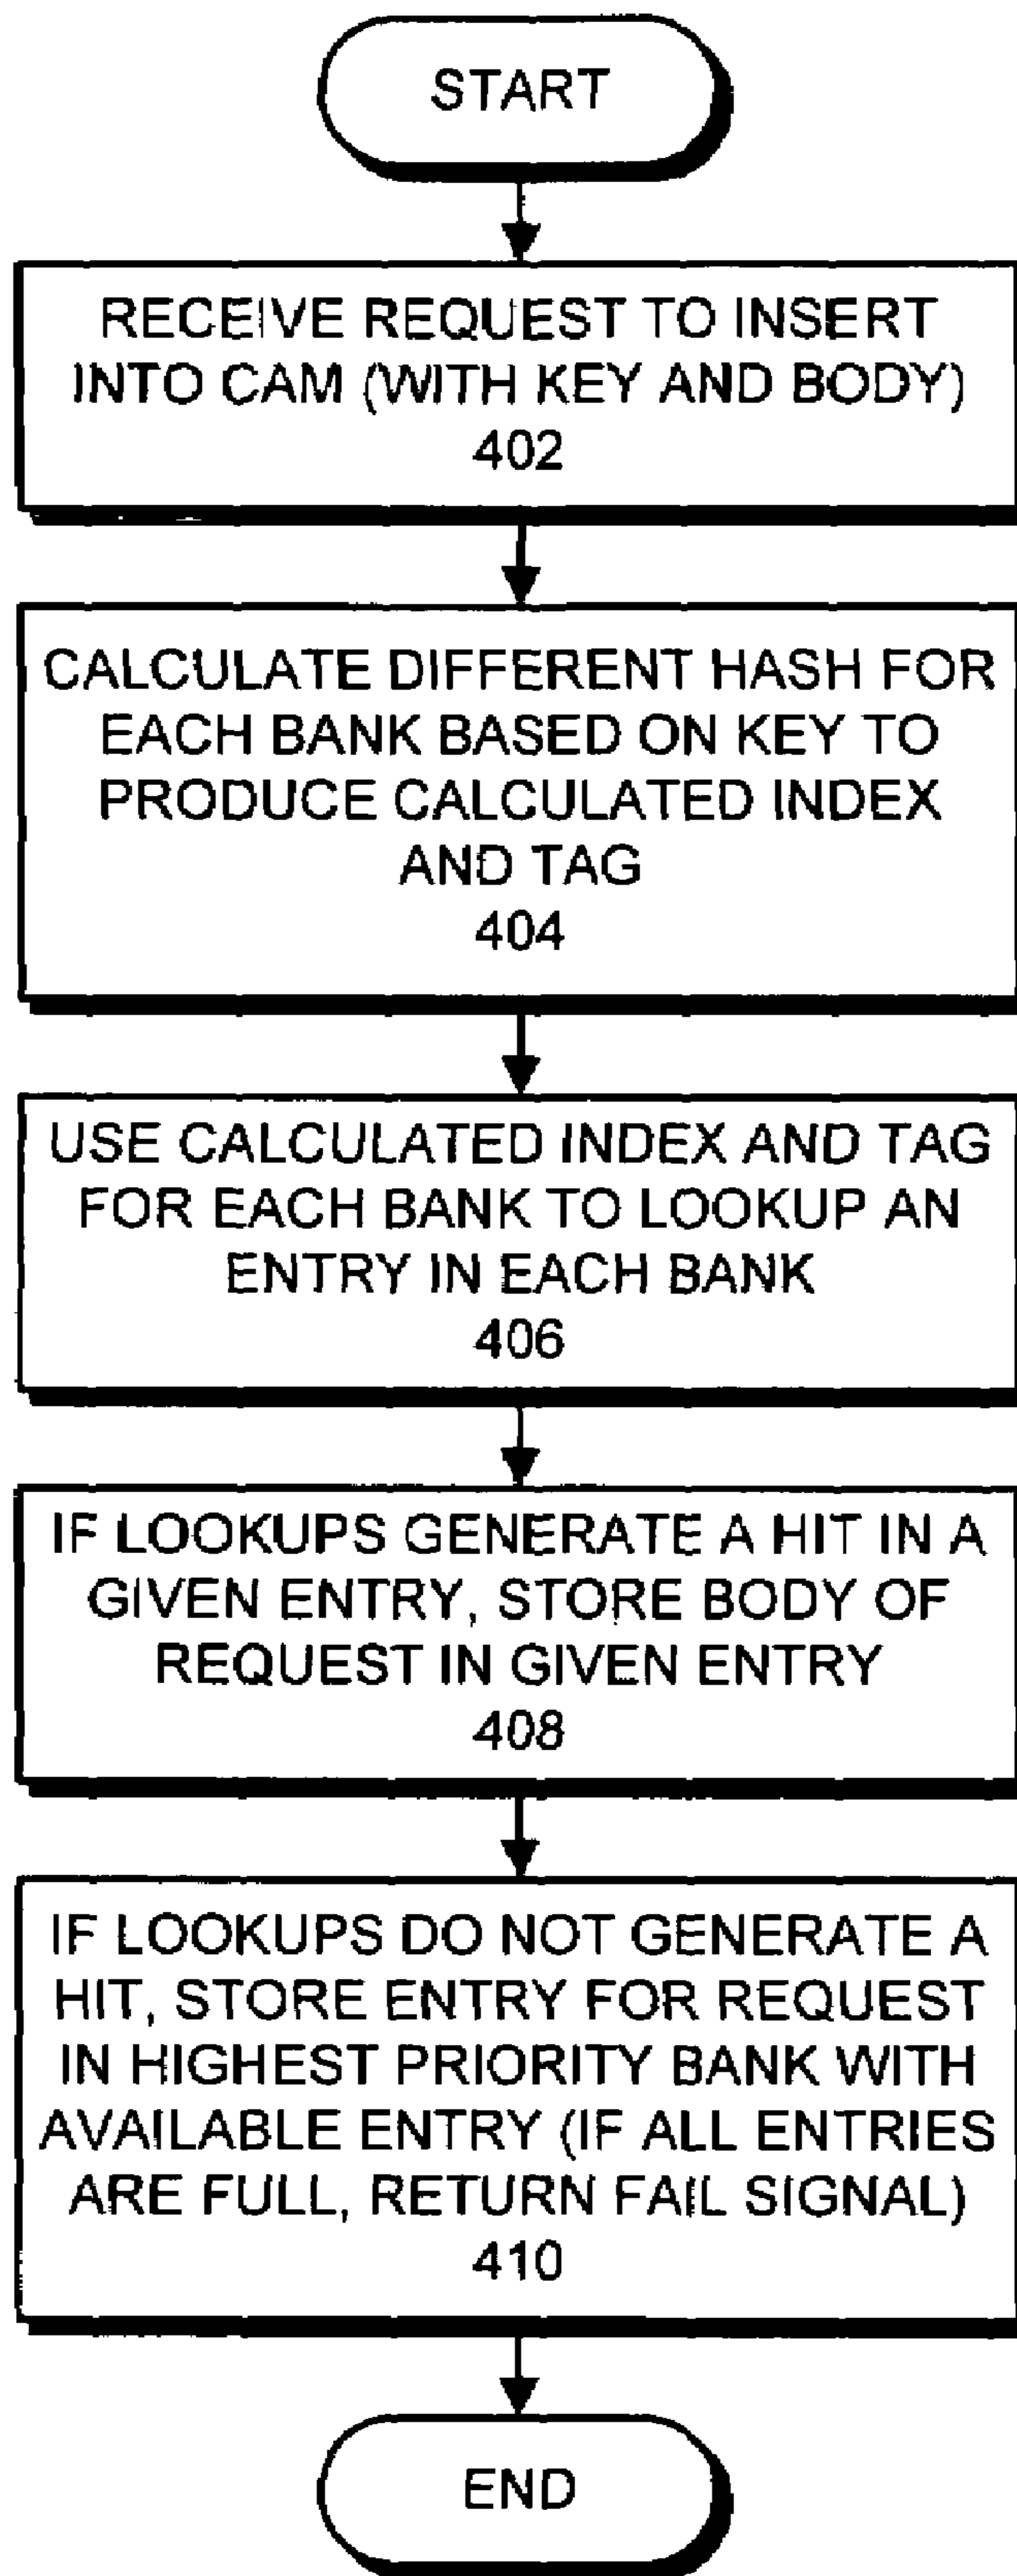 START
RECEIVE REQUEST TO INSERT
INTO CAM (WITH KEY AND BODY)
402
CALCULATE DIFFERENT HASH FOR
EACH BANK BASED ON KEY TO
PRODUCE CALCULATED INDEX
AND TAG
404
USE CALCULATED INDEX AND TAG
FOR EACH BANK TO LOOKUP AN
ENTRY IN EACH BANK
406
IF LOOKUPS GENERATE A HIT IN A
GIVEN ENTRY, STORE BODY OF
REQUEST IN GIVEN ENTRY
408
IF LOOKUPS DO NOT GENERATE A
HIT, STORE ENTRY FOR REQUEST
IN HIGHEST PRIORITY BANK WITH
AVAILABLE ENTRY (IF ALL ENTRIES
ARE FULL, RETURN FAIL SIGNAL)
410
END